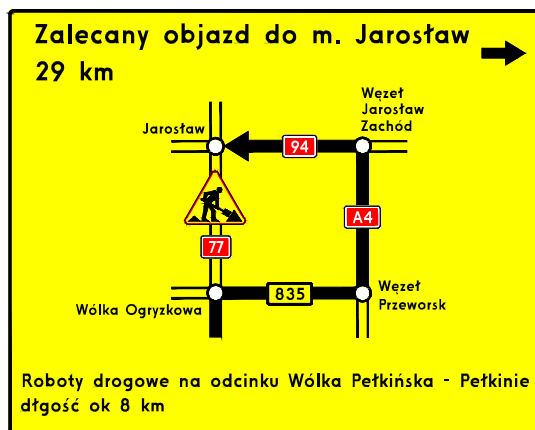 Zalecany objazd do m. Jarosław
29 km
Węzeł
Jarosław
Zachód
Jarosław
94
A4
77
835
Wólka Ogryzkowa
Węzeł
Przeworsk
Roboty drogowe na odcinku Wólka Pełkińska - Pełkinie
dłgość ok 8 km